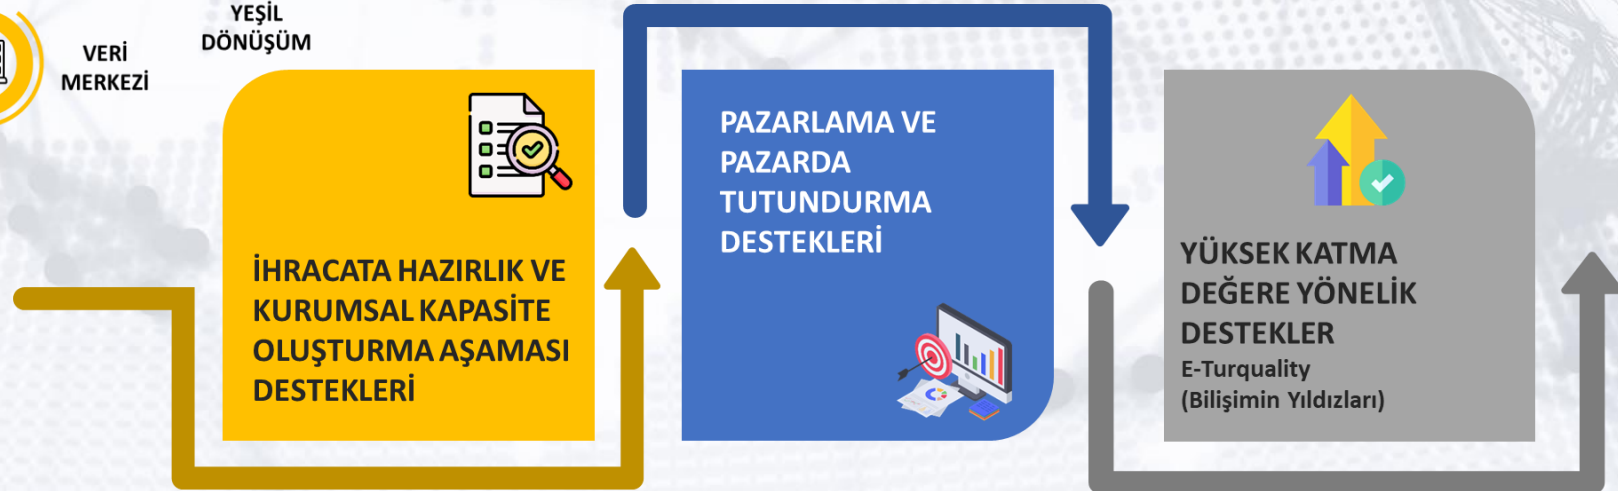 VERİ
MERKEZİ
YEŞİL
DÖNÜŞÜM
İHRACATA HAZIRLIK VE
KURUMSAL KAPASİTE
OLUŞTURMA AŞAMASI
DESTEKLERİ
PAZARLAMA VE
PAZARDA
TUTUNDURMA
DESTEKLERİ
YÜKSEK KATMA
DEĞERE YÖNELİK
DESTEKLER
E-Turquality
(Bilişimin Yıldızları)